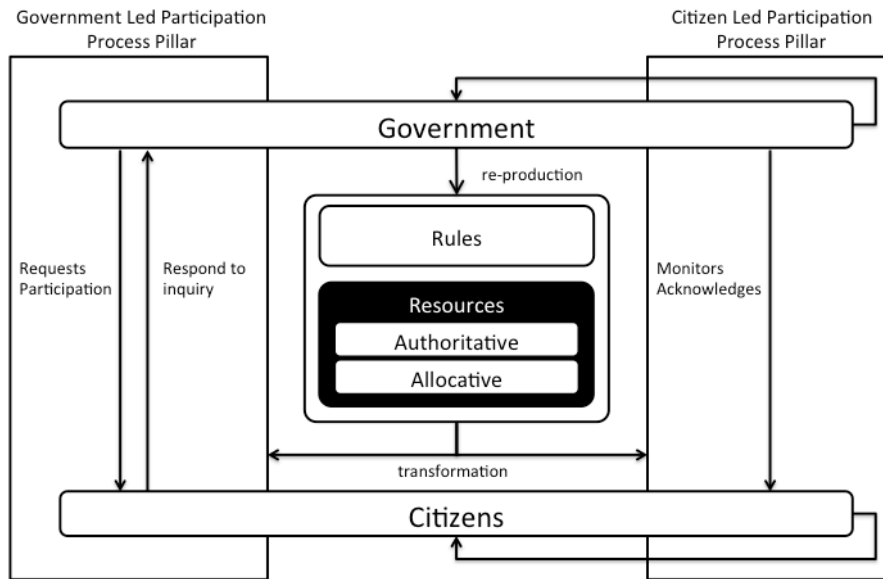 Government Led Participation
Process Pillar
Citizen Led Participation
Process Pillar
Government
re-production
Rules
Requests
Participation
Respond to
inquiry
Monitors
Acknowledges
Resources
Authoritative
Allocative
transformation
Citizens